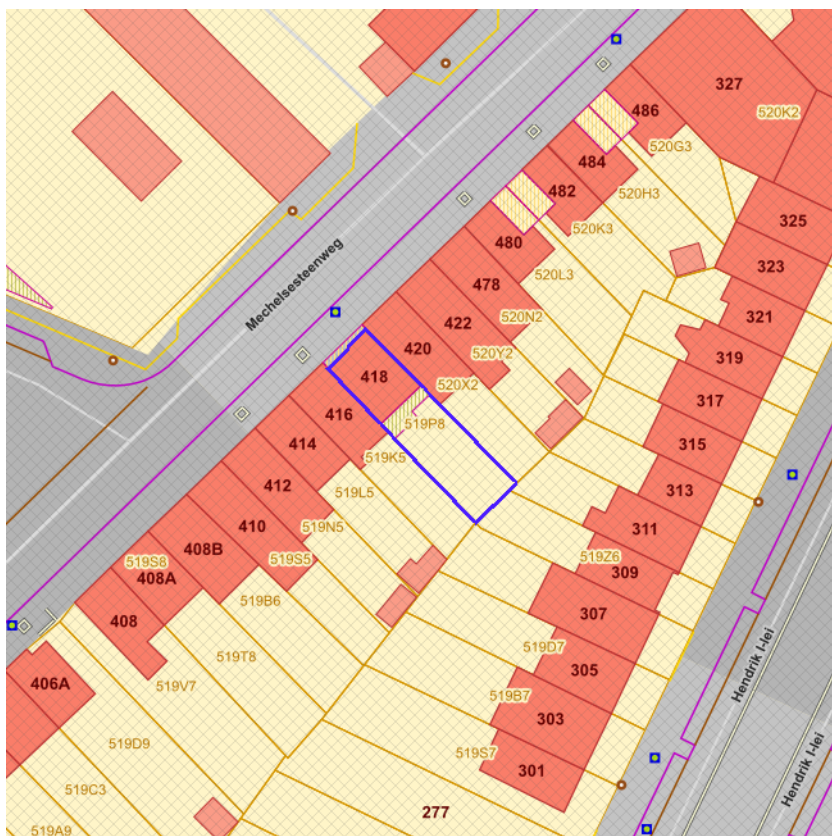 327
520K2
486
520G3
484
520H3
482
520K3
325
480
520L3
323
Mechelsesteenweg
478
321
520N2
422
319
420
520Y2
418
520X2
317
416
519P8
315
414
519K5
412
519L5
313
410
519N5
311
408B
519S5
519Z6
519S8
408A
309
408
519B6
307
519T8
519D7
305
Hendrik I-lei
406A
519V7
519B7
303
519D9
519S7
301
Hendrik I-lei
519C3
277
519A9